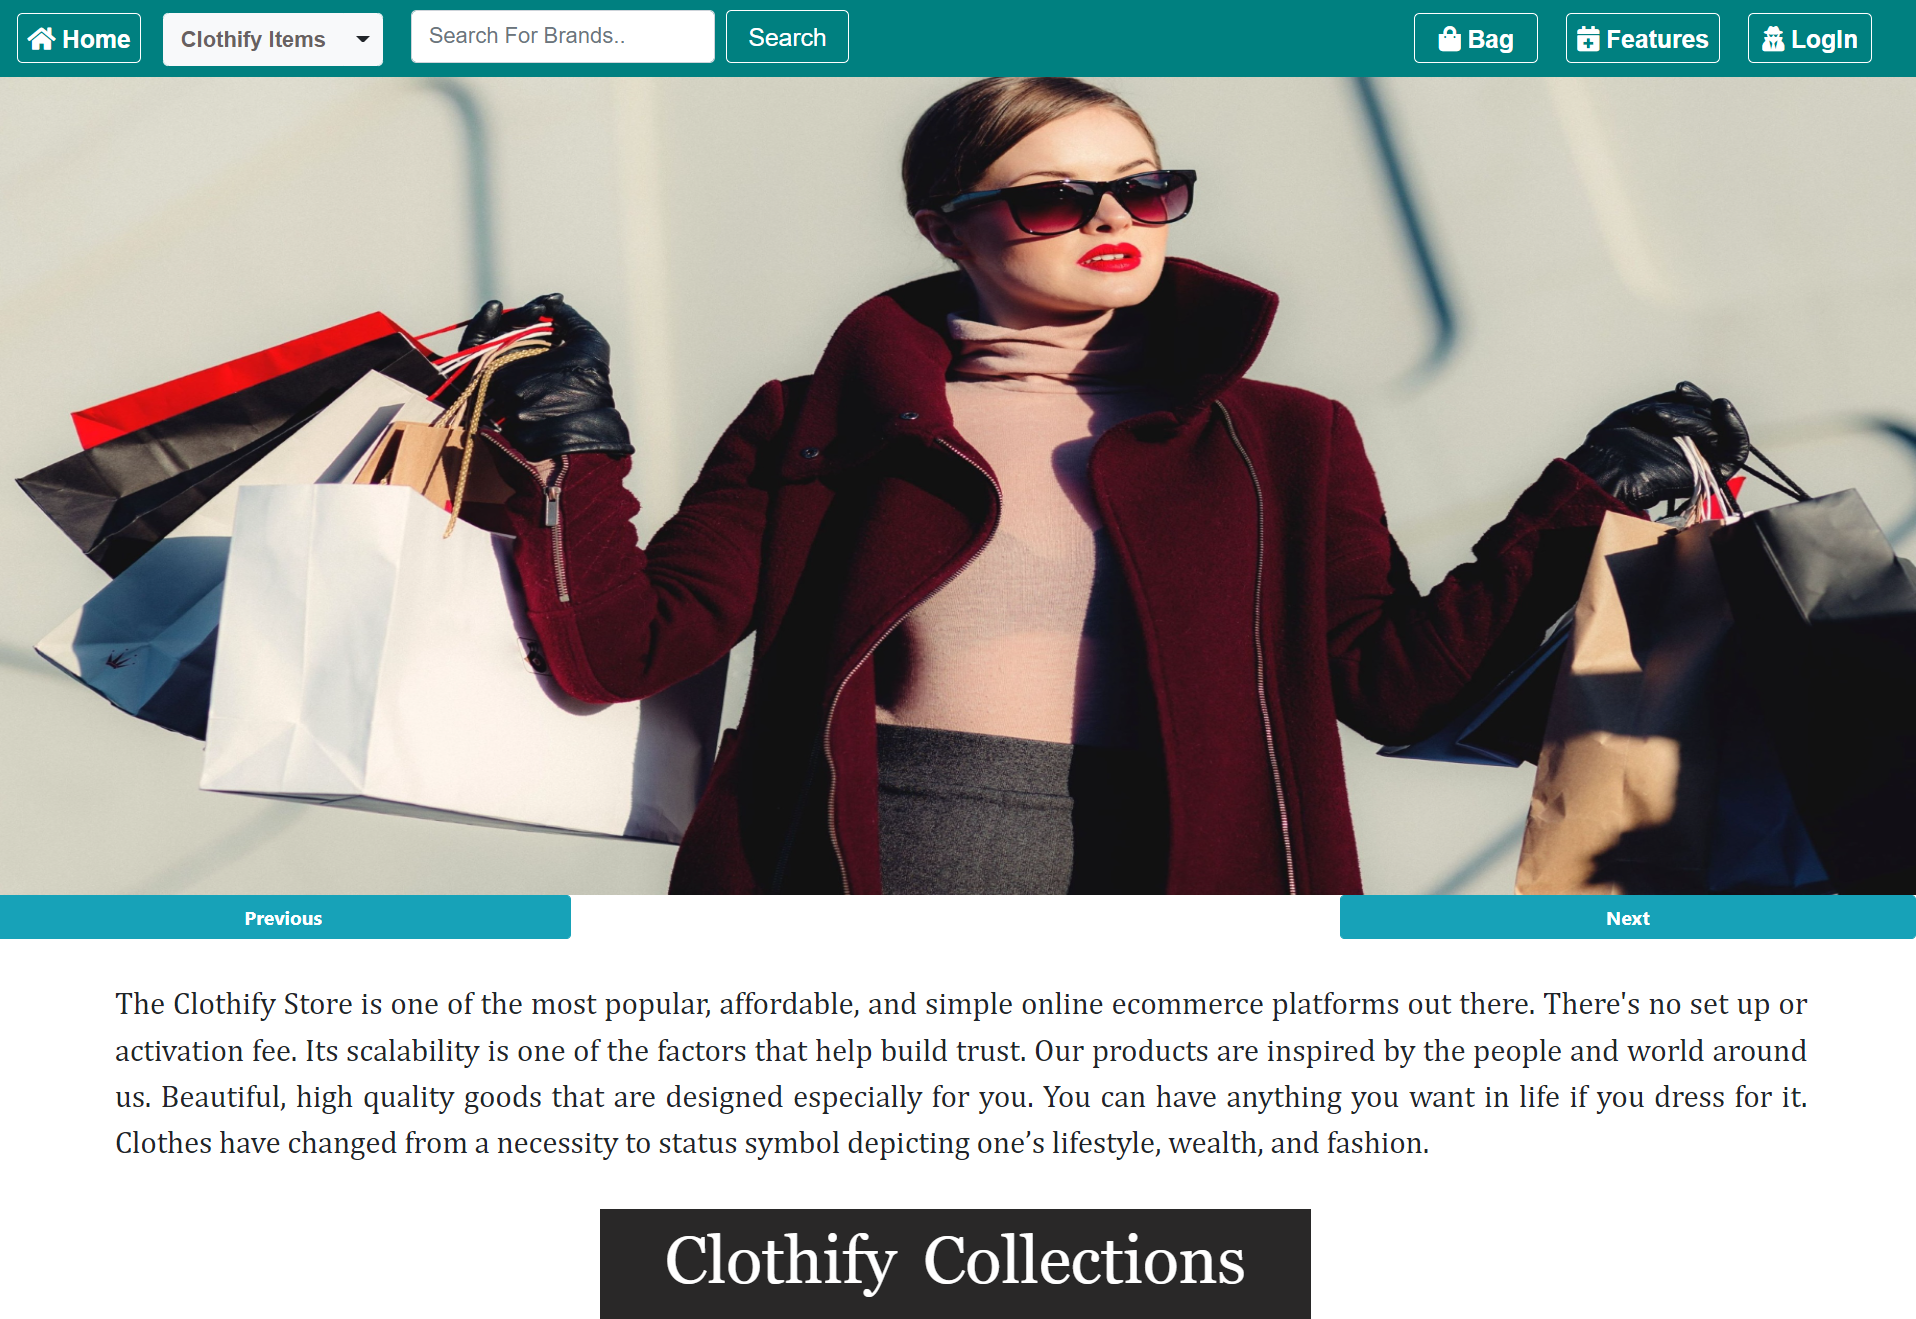 Home
Clothify Items
Search For Brands..
Search
Bag
Features
LogIn
Previous
Next
The Clothify Store is one of the most popular, affordable, and simple online ecommerce platforms out there. There's no set up or
activation fee. Its scalability is one of the factors that help build trust. Our products are inspired by the people and world around
us. Beautiful, high quality goods that are designed especially for you. You can have anything you want in life if you dress for it.
Clothes have changed from a necessity to status symbol depicting one’s lifestyle, wealth, and fashion.
Clothify Collections